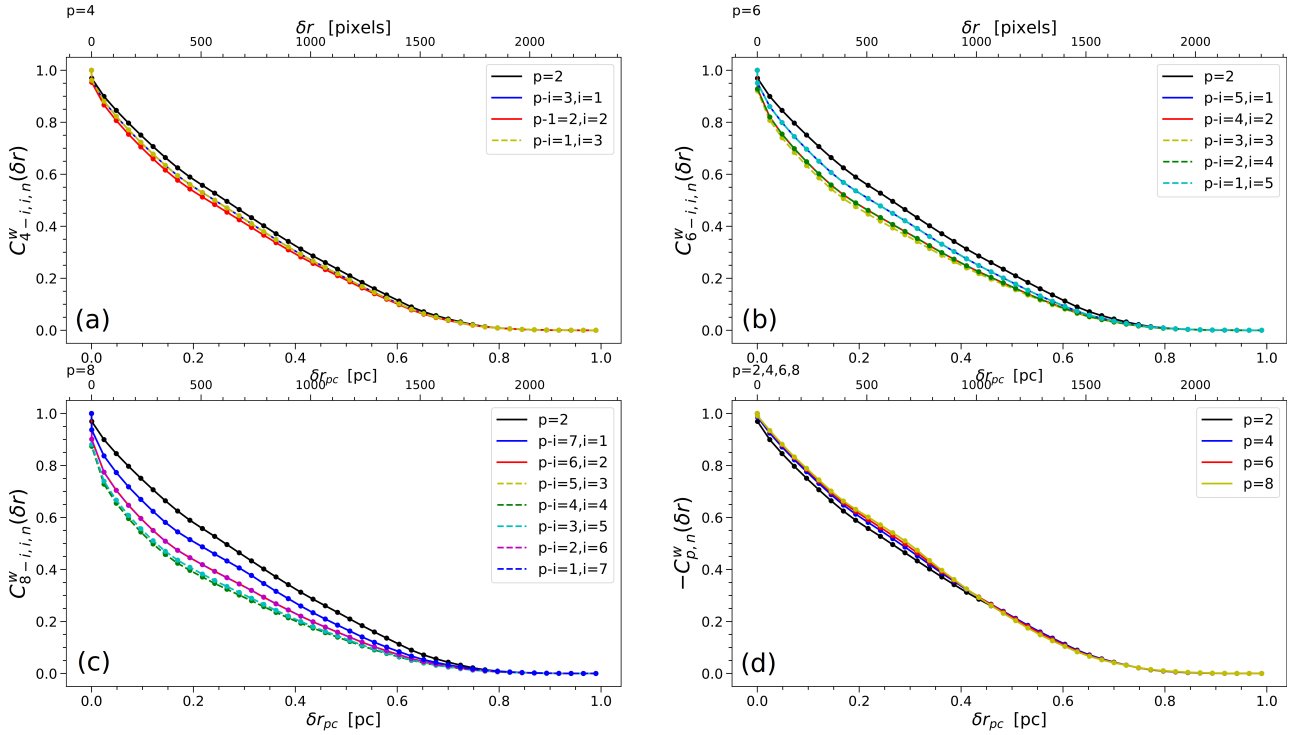 p=4
δr [pixels]
0 500 1000 1500 2000
C^w_{4−i,i,n}(δr)
1.0
0.8
0.6
0.4
0.2
0.0
p=2
p-i=3,i=1
p-1=2,i=2
p-i=1,i=3
(a)
0.0 0.2 0.4 0.6 0.8 1.0
δr_{pc} [pc]
p=6
δr [pixels]
0 500 1000 1500 2000
C^w_{6−i,i,n}(δr)
1.0
0.8
0.6
0.4
0.2
0.0
p=2
p-i=5,i=1
p-i=4,i=2
p-i=3,i=3
p-i=2,i=4
p-i=1,i=5
(b)
0.0 0.2 0.4 0.6 0.8 1.0
δr_{pc} [pc]
p=8
0 500 1000 1500 2000
C^w_{8−i,i,n}(δr)
1.0
0.8
0.6
0.4
0.2
0.0
p=2
p-i=7,i=1
p-i=6,i=2
p-i=5,i=3
p-i=4,i=4
p-i=3,i=5
p-i=2,i=6
p-i=1,i=7
(c)
0.0 0.2 0.4 0.6 0.8 1.0
δr_{pc} [pc]
p=2,4,6,8
0 500 1000 1500 2000
−C^w_{p,n}(δr)
1.0
0.8
0.6
0.4
0.2
0.0
p=2
p=4
p=6
p=8
(d)
0.0 0.2 0.4 0.6 0.8 1.0
δr_{pc} [pc]